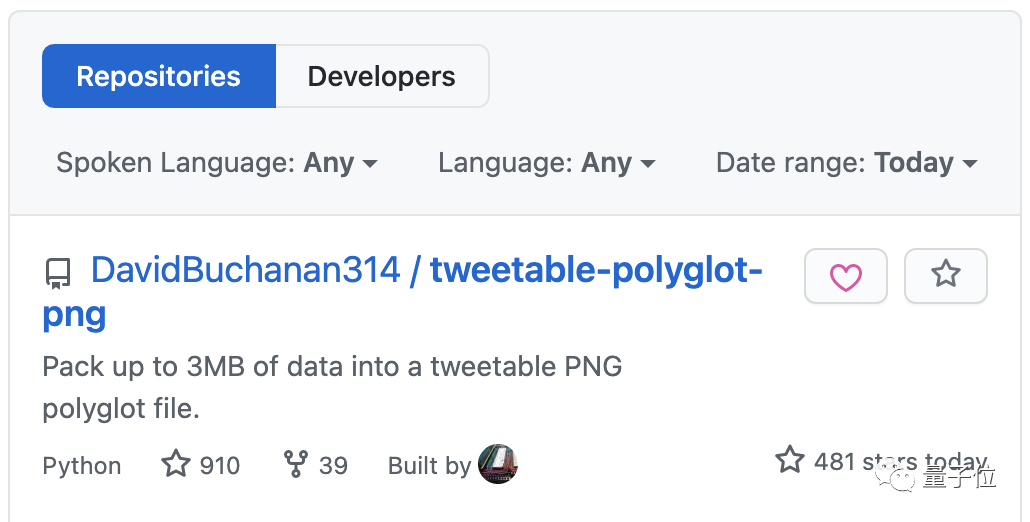 Repositories Developers
Spoken Language: Any Language: Any Date range: Today
DavidBuchanan314 / tweetable-polyglot-
png
Pack up to 3MB of data into a tweetable PNG
polyglot file.
Python 910 39 Built by 481 stars today
量子位